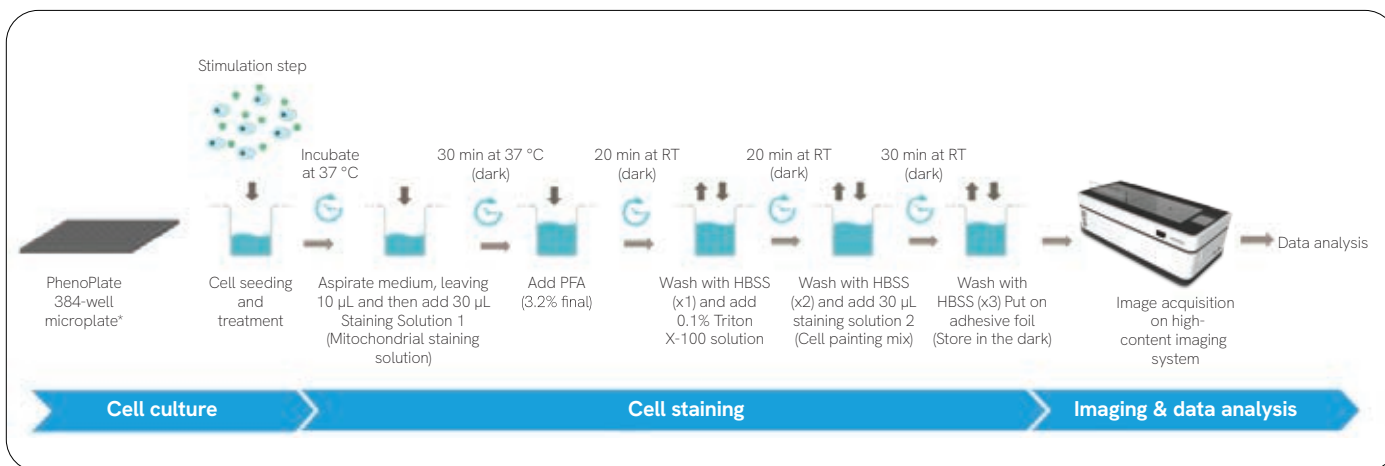 Stimulation step
Incubate
at 37 °C
30 min at 37 °C
(dark)
20 min at RT
(dark)
20 min at RT
(dark)
30 min at RT
(dark)
PhenoPlate
384-well
microplate*
Cell seeding
and
treatment
Aspirate medium, leaving
10 µL and then add 30 µL
Staining Solution 1
(Mitochondrial staining
solution)
Add PFA
(3.2% final)
Wash with HBSS
(x1) and add
0.1% Triton
X-100 solution
Wash with HBSS
(x2) and add 30 µL
staining solution 2
(Cell painting mix)
Wash with
HBSS (x3) Put on
adhesive foil
(Store in the dark)
Image acquisition
on high-
content imaging
system
Data analysis
Cell culture
Cell staining
Imaging & data analysis